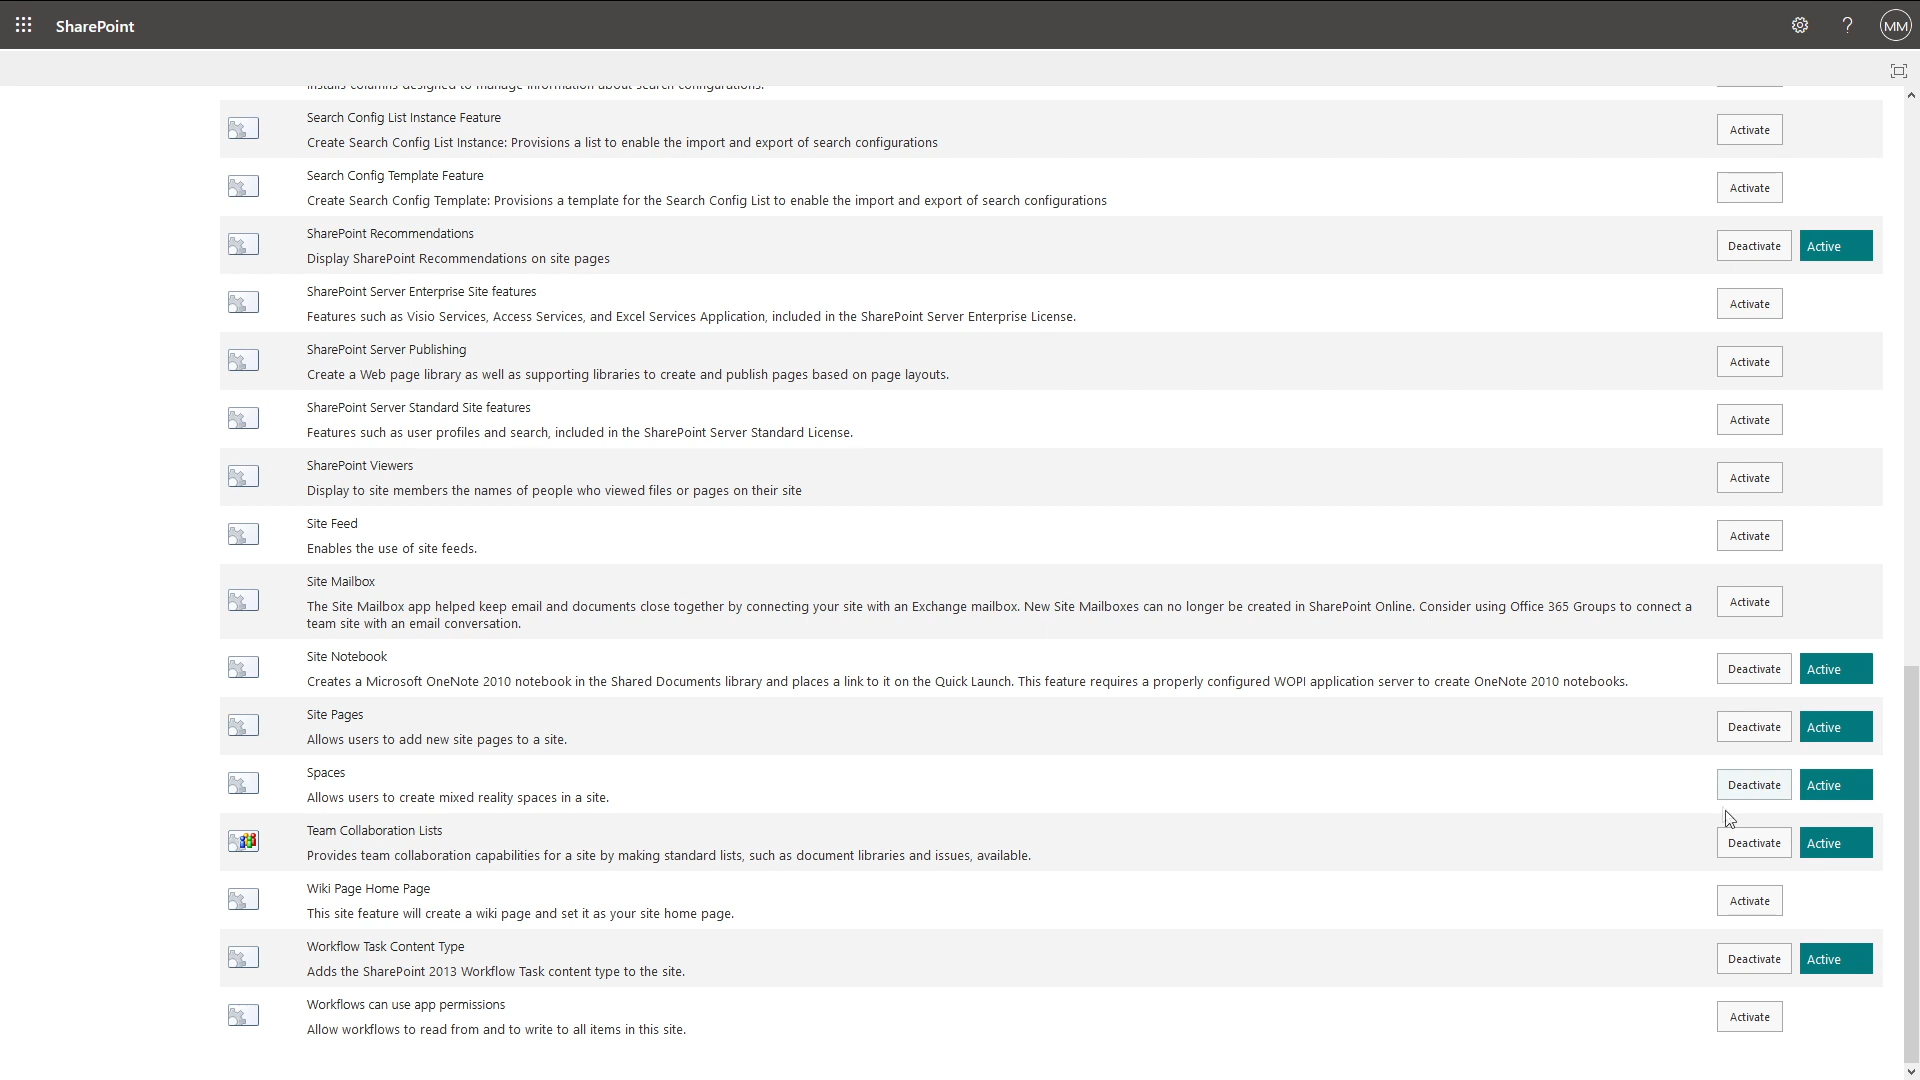 SharePoint
MM
installs columns designed to manage information about search configurations.
Search Config List Instance Feature
Create Search Config List Instance: Provisions a list to enable the import and export of search configurations
Activate
Search Config Template Feature
Create Search Config Template: Provisions a template for the Search Config List to enable the import and export of search configurations
Activate
SharePoint Recommendations
Display SharePoint Recommendations on site pages
Deactivate Active
SharePoint Server Enterprise Site features
Features such as Visio Services, Access Services, and Excel Services Application, included in the SharePoint Server Enterprise License.
Activate
SharePoint Server Publishing
Create a Web page library as well as supporting libraries to create and publish pages based on page layouts.
Activate
SharePoint Server Standard Site features
Features such as user profiles and search, included in the SharePoint Server Standard License.
Activate
SharePoint Viewers
Display to site members the names of people who viewed files or pages on their site
Activate
Site Feed
Enables the use of site feeds.
Activate
Site Mailbox
The Site Mailbox app helped keep email and documents close together by connecting your site with an Exchange mailbox. New Site Mailboxes can no longer be created in SharePoint Online. Consider using Office 365 Groups to connect a
team site with an email conversation.
Activate
Site Notebook
Creates a Microsoft OneNote 2010 notebook in the Shared Documents library and places a link to it on the Quick Launch. This feature requires a properly configured WOPI application server to create OneNote 2010 notebooks.
Deactivate Active
Site Pages
Allows users to add new site pages to a site.
Deactivate Active
Spaces
Allows users to create mixed reality spaces in a site.
Deactivate Active
Team Collaboration Lists
Provides team collaboration capabilities for a site by making standard lists, such as document libraries and issues, available.
Deactivate Active
Wiki Page Home Page
This site feature will create a wiki page and set it as your site home page.
Activate
Workflow Task Content Type
Adds the SharePoint 2013 Workflow Task content type to the site.
Deactivate Active
Workflows can use app permissions
Allow workflows to read from and to write to all items in this site.
Activate